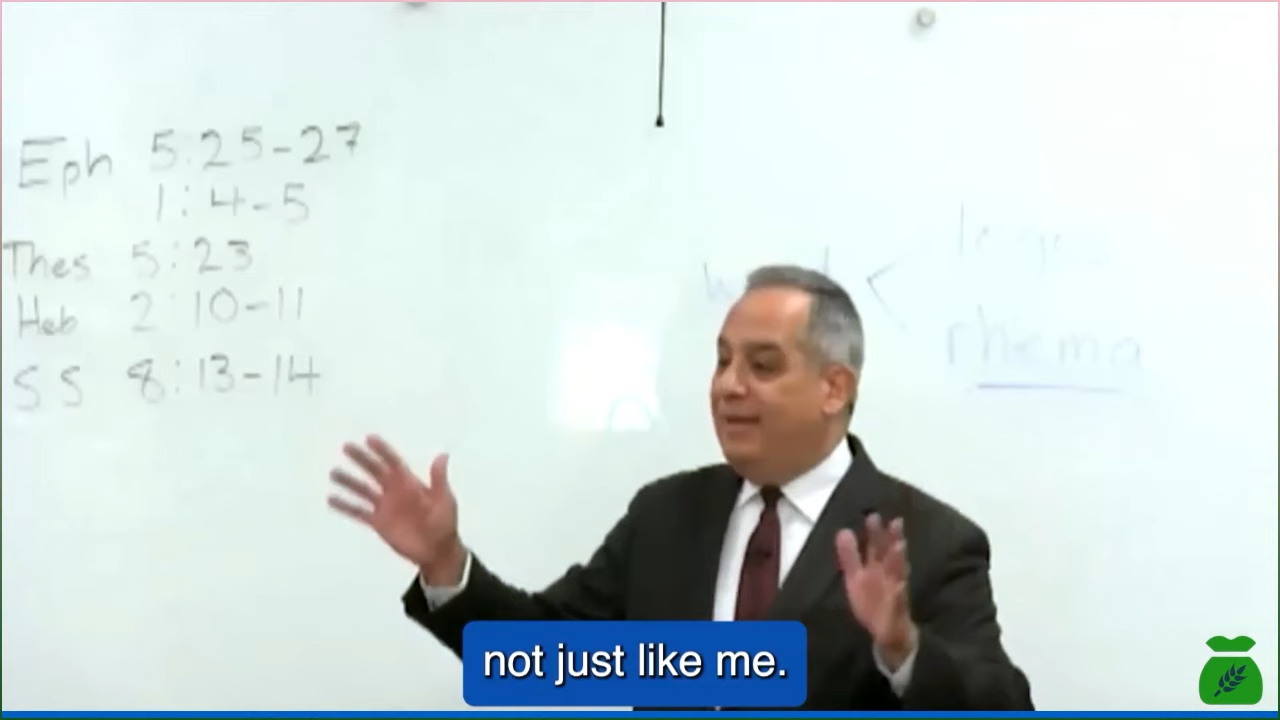 Eph 5:25-27
1:4-5
Thes 5:23
Heb 2:10-11
SS 8:13-14
<
rhema
not just like me.